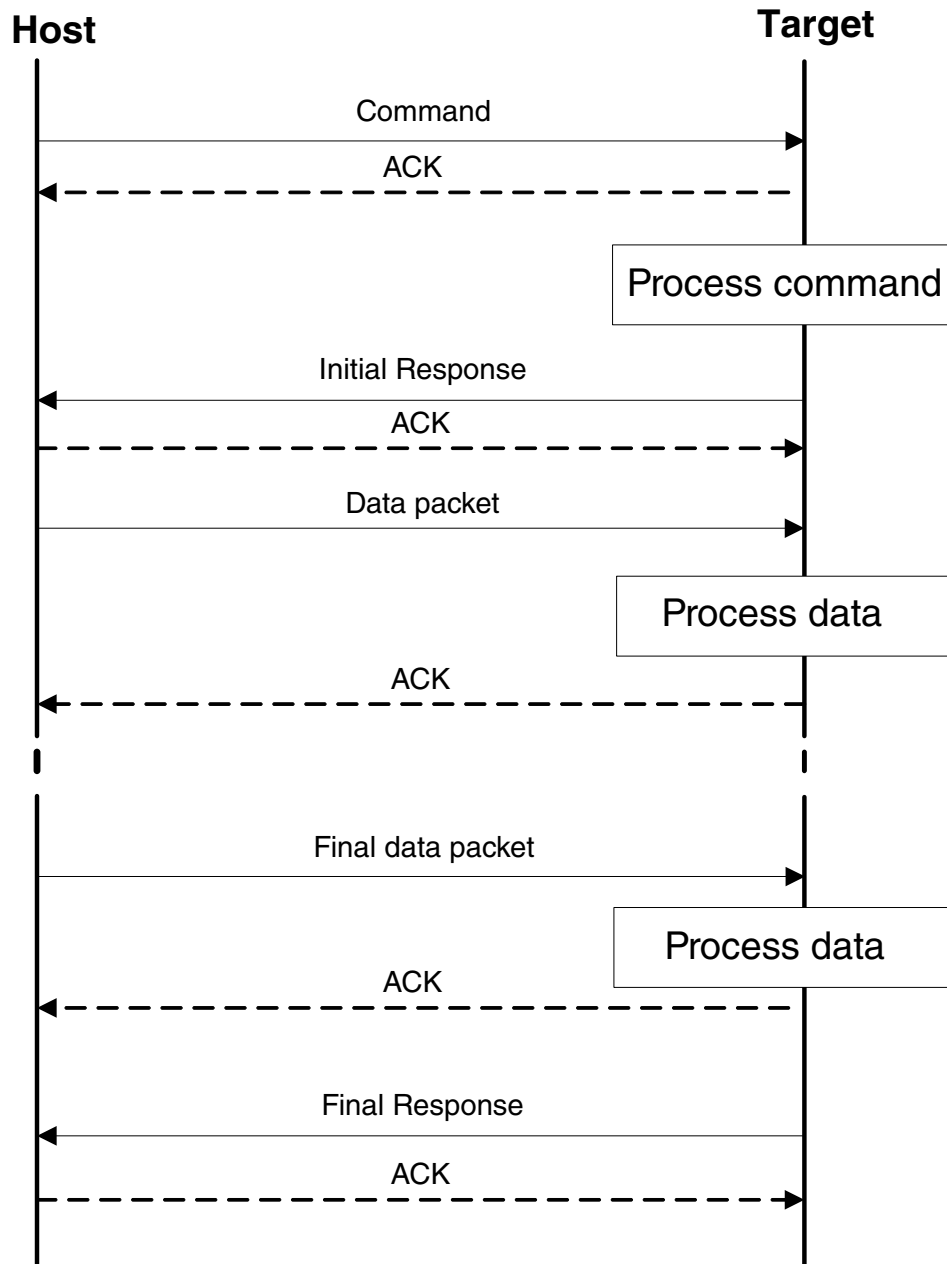 Host
Target
Command
ACK
Process command
Initial Response
ACK
Data packet
Process data
ACK
Final data packet
Process data
ACK
Final Response
ACK